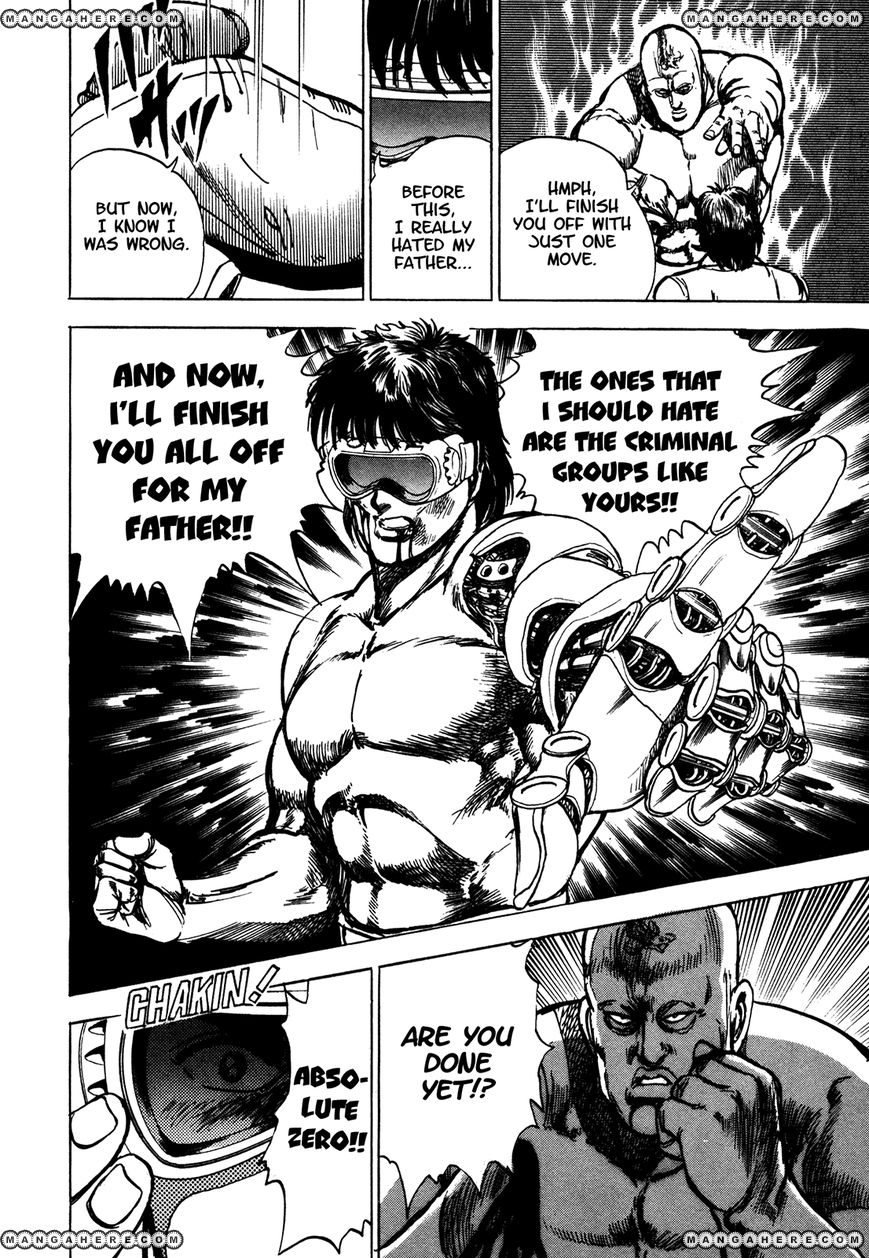 MANGAHERE.COM
MANGAHERE.COM
HMPH,
I'LL FINISH
YOU OFF WITH
JUST ONE
MOVE.
BEFORE
THIS,
I REALLY
HATED MY
FATHER...
BUT NOW,
I KNOW I
WAS WRONG.
THE ONES THAT
I SHOULD HATE
ARE THE CRIMINAL
GROUPS LIKE
YOURS!!
AND NOW,
I'LL FINISH
YOU ALL OFF
FOR MY
FATHER!!
ARE YOU
DONE
YET!?
CHAKIN!
ABSO-
LUTE
ZERO!!
MANGAHERE.COM
MANGAHERE.COM